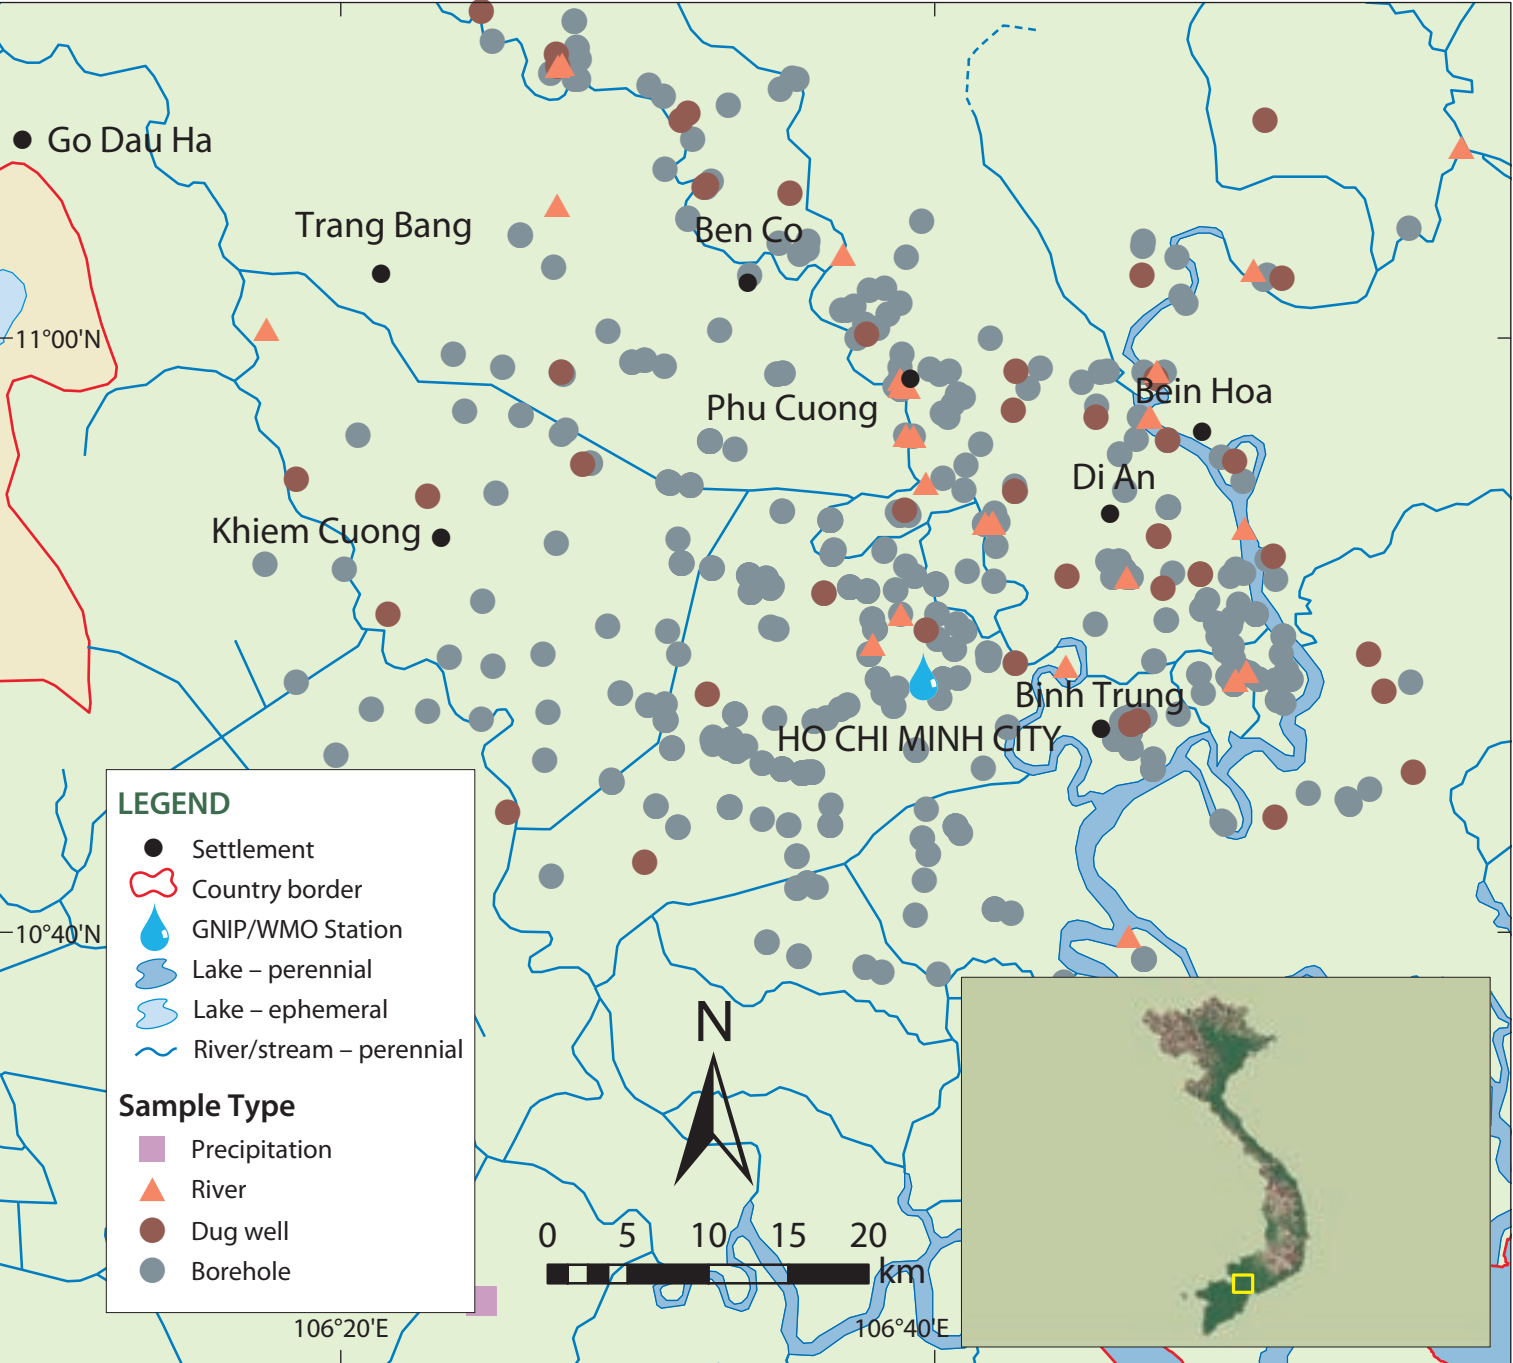 Go Dau Ha
Trang Bang
Ben Co
11°00'N
Bein Hoa
Phu Cuong
Di An
Khiem Cuong
Binh Trung
HO CHI MINH CITY
LEGEND
Settlement
Country border
GNIP/WMO Station
Lake – perennial
Lake – ephemeral
River/stream – perennial
Sample Type
Precipitation
River
Dug well
Borehole
10°40'N
N
0 5 10 15 20
km
106°20'E
106°40'E